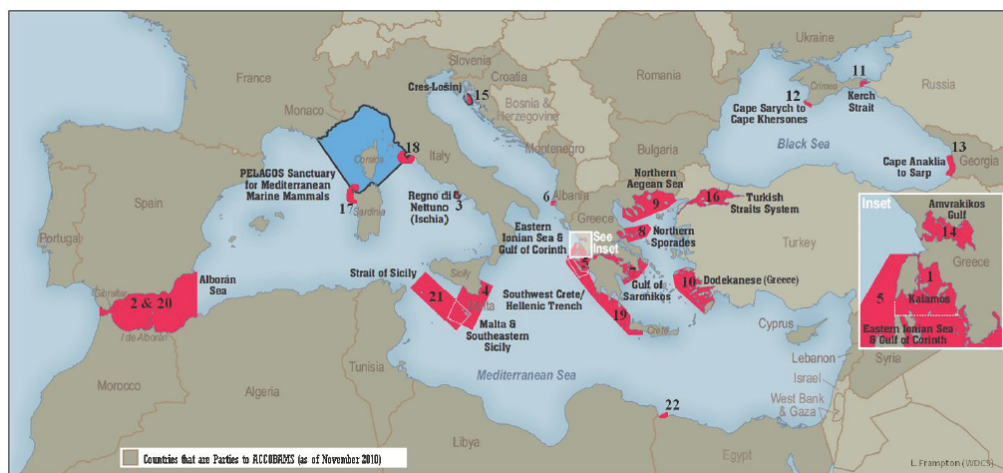 Ukraine
France
Slovenia
Croatia
Romania
Crimea
Russia
11
Kerch
Strait
12
Cape Sarych to
Cape Khersones
Cres-Lošinj
15
Bosnia &
Herzegovina
Monaco
Black Sea
13
Cape Anaklia
to Sarp
Georgia
18
Italy
Corsica
Montenegro
Bulgaria
PELAGOS Sanctuary
for Mediterranean
Marine Mammals
17
Sardinia
Regno di
Nettuno
(Ischia)
3
6
Albania
Northern
Aegean Sea
9
16
Turkish
Straits System
Spain
Portugal
Greece
Eastern
Ionian Sea &
Gulf of Corinth
See
Inset
8
Northern
Sporades
Turkey
Inset
Amvrakikos
Gulf
14
Greece
1
Kalamos
5
Eastern Ionian Sea
& Gulf of Corinth
Alborán
Sea
Gibraltar
2 & 20
I de Alborán
Strait of Sicily
Sicily
21
4
Malta
Malta &
Southeastern
Sicily
Southwest Crete/
Hellenic Trench
5
7
Gulf of
Saronikos
10
Dodekanese (Greece)
19
Crete
Cyprus
Syria
Lebanon
Israel
West Bank
& Gaza
Mediterranean Sea
Morocco
Algeria
Tunisia
Libya
22
Egypt
Countries that are Parties to ACCOBAMS (as of November 2010)
L. Frampton (WDCS)